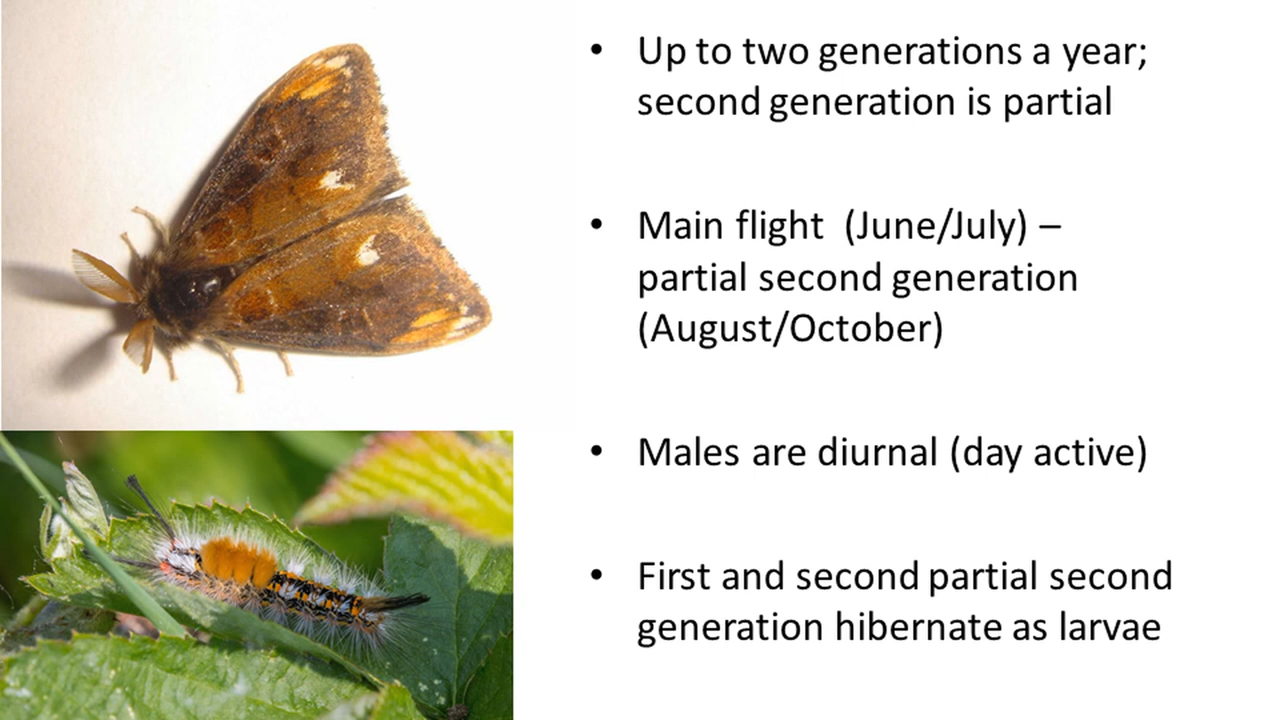 • Up to two generations a year;
second generation is partial
• Main flight (June/July) –
partial second generation
(August/October)
• Males are diurnal (day active)
• First and second partial second
generation hibernate as larvae